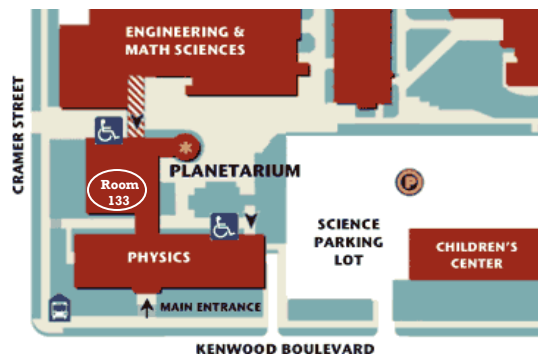 ENGINEERING &
MATH SCIENCES
CRAMER STREET
PLANETARIUM
Room
133
P
SCIENCE
PARKING
LOT
CHILDREN'S
CENTER
PHYSICS
MAIN ENTRANCE
KENWOOD BOULEVARD